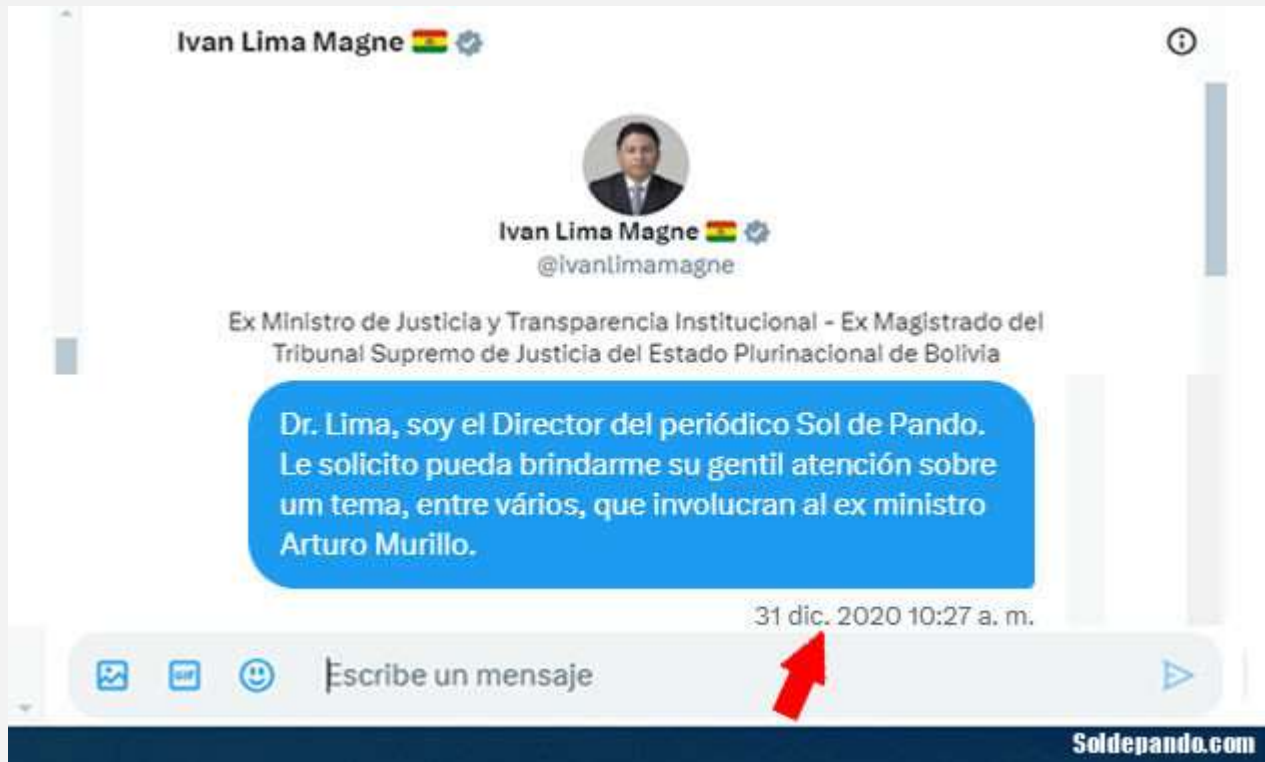 Ivan Lima Magne
Ivan Lima Magne
@ivanlimamagne
Ex Ministro de Justicia y Transparencia Institucional - Ex Magistrado del
Tribunal Supremo de Justicia del Estado Plurinacional de Bolivia
Dr. Lima, soy el Director del periódico Sol de Pando.
Le solicito pueda brindarme su gentil atención sobre
um tema, entre vários, que involucran al ex ministro
Arturo Murillo.
31 dic. 2020 10:27 a. m.
GIF
Escribe un mensaje
Soldepando.com